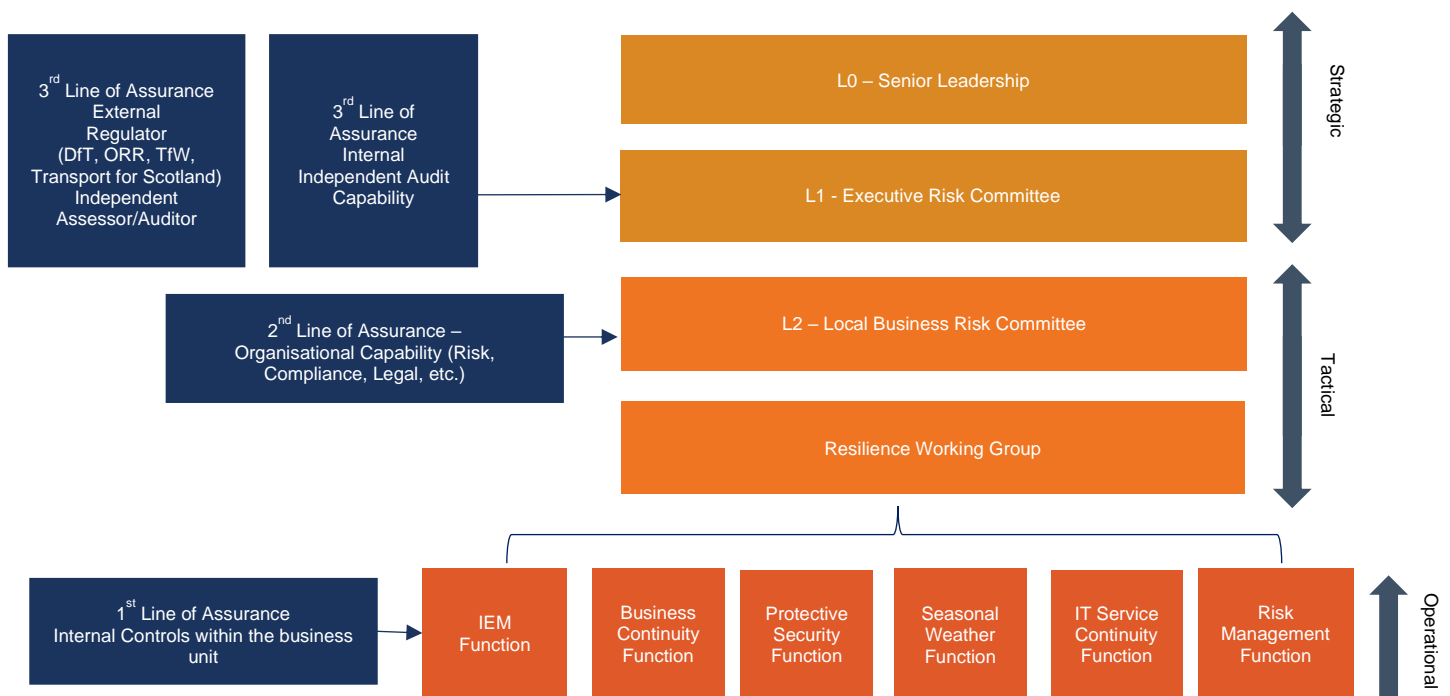 3rd Line of Assurance
External
Regulator
(DfT, ORR, TfW,
Transport for Scotland)
Independent
Assessor/Auditor
3rd Line of
Assurance
Internal
Independent Audit
Capability
L0 – Senior Leadership
L1 - Executive Risk Committee
Strategic
2nd Line of Assurance –
Organisational Capability (Risk,
Compliance, Legal, etc.)
L2 – Local Business Risk Committee
Resilience Working Group
Tactical
1st Line of Assurance
Internal Controls within the business
unit
IEM
Function
Business
Continuity
Function
Protective
Security
Function
Seasonal
Weather
Function
IT Service
Continuity
Function
Risk
Management
Function
Operational